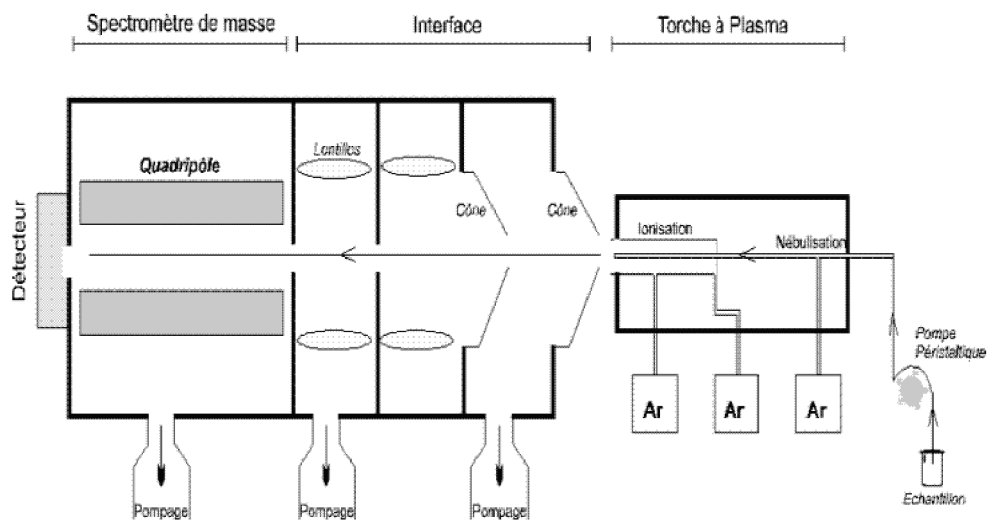 Spectromètre de masse
Interface
Torche à Plasma
Quadripôle
Lentilles
Cône
Cône
Ionisation
Nébulisation
Détecteur
Pompe
Péristaltique
Ar
Ar
Ar
Echantillon
Pompage
Pompage
Pompage